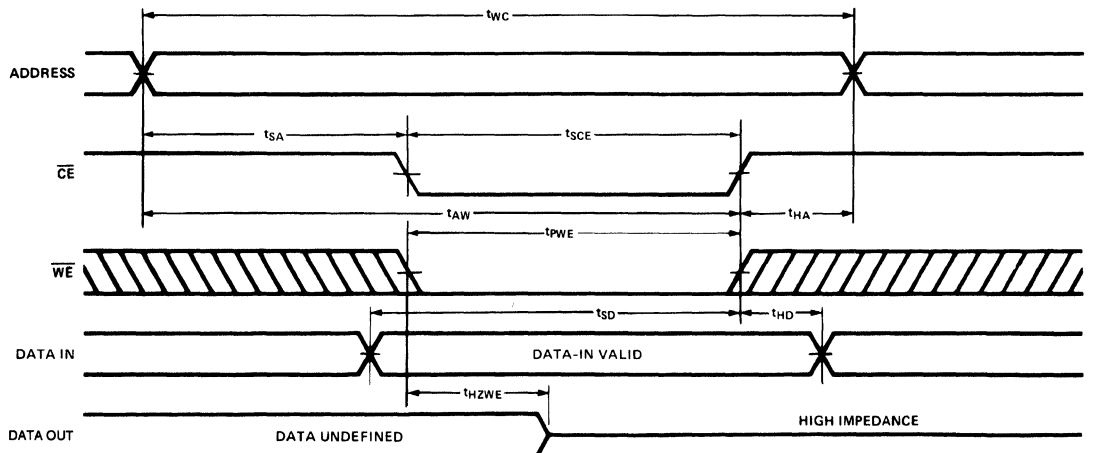 tWC
ADDRESS
tSA
tSCE
CE
tAW
tHA
tPWE
WE
tSD
tHD
DATA IN
DATA-IN VALID
tHZWE
DATA OUT
DATA UNDEFINED
HIGH IMPEDANCE